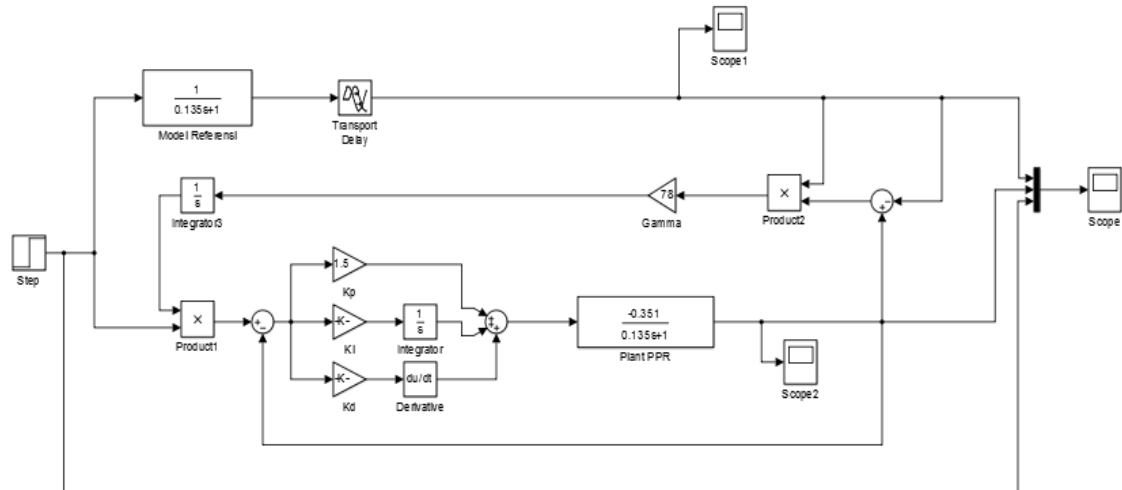 Scope1
1
0.135s+1
Model Referensi
Transport
Delay
1
s
Integrator3
78
Gamma
×
Product2
+
−
Scope
Step
×
Product1
+
−
1.5
Kp
-K-
KI
1
s
Integrator
-K-
Kd
du/dt
Derivative
+
+
+
-0.351
0.135s+1
Plant PPR
Scope2